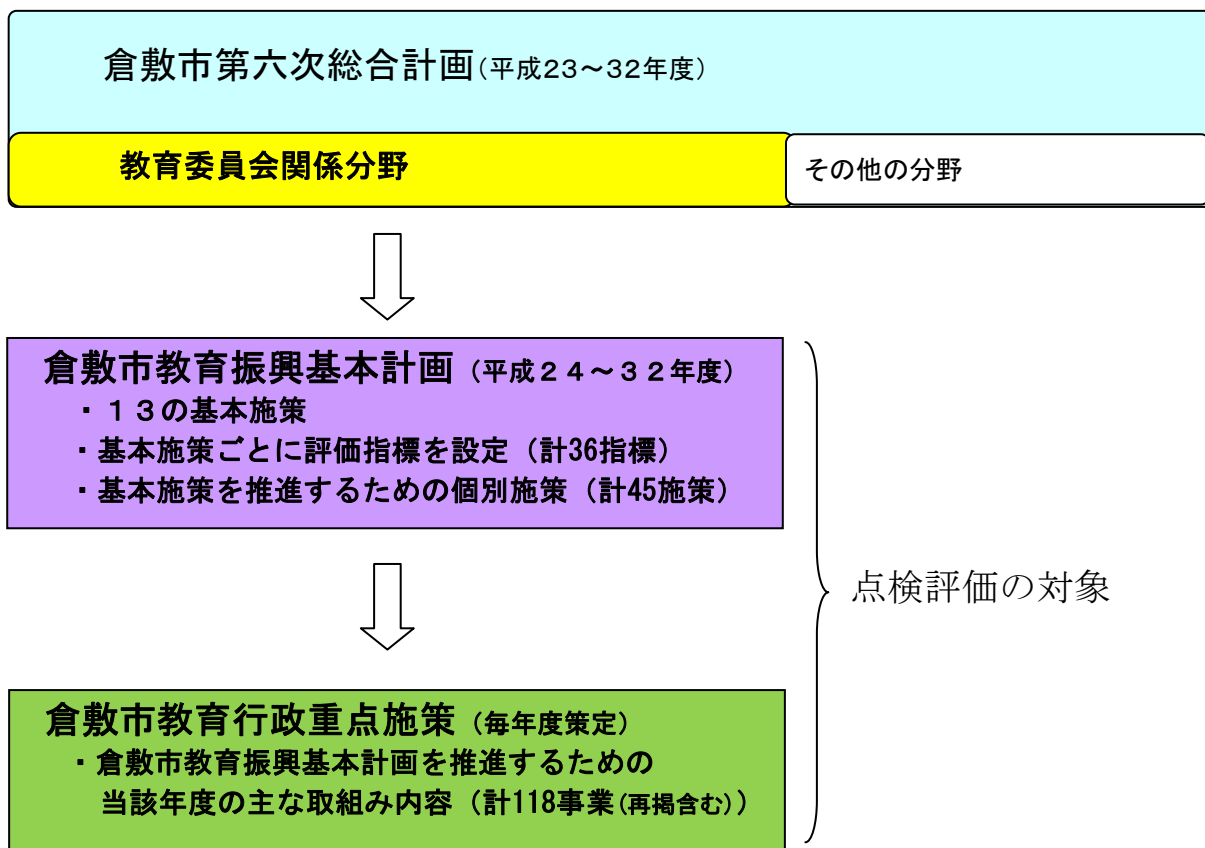 倉敷市第六次総合計画(平成23～32年度)
教育委員会関係分野
その他の分野
倉敷市教育振興基本計画（平成２４～３２年度）
・１３の基本施策
・基本施策ごとに評価指標を設定（計36指標）
・基本施策を推進するための個別施策（計45施策）
点検評価の対象
倉敷市教育行政重点施策（毎年度策定）
・倉敷市教育振興基本計画を推進するための
当該年度の主な取組み内容（計118事業(再掲含む)）